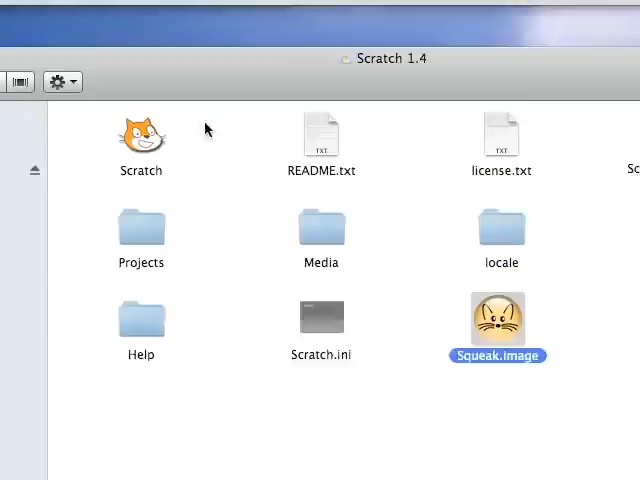 Scratch 1.4
Scratch
TXT
README.txt
TXT
license.txt
Sc
Projects
Media
locale
Help
Scratch.ini
Squeak.image